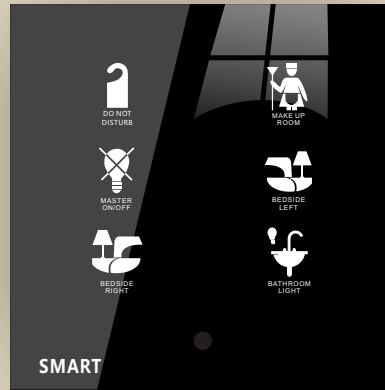 DO NOT
DISTURB
MAKE UP
ROOM
MASTER
ON/OFF
BEDSIDE
LEFT
BEDSIDE
RIGHT
BATHROOM
LIGHT
SMART